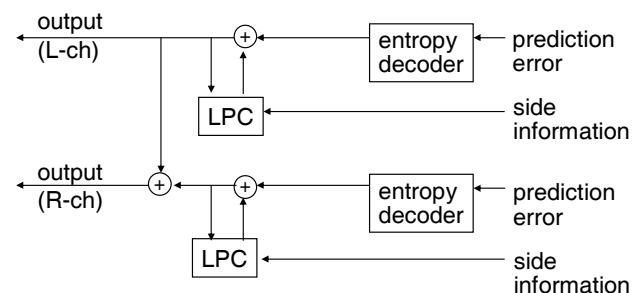 output
(L-ch)
+
entropy
decoder
prediction
error
LPC
side
information
output
(R-ch)
+
+
entropy
decoder
prediction
error
LPC
side
information